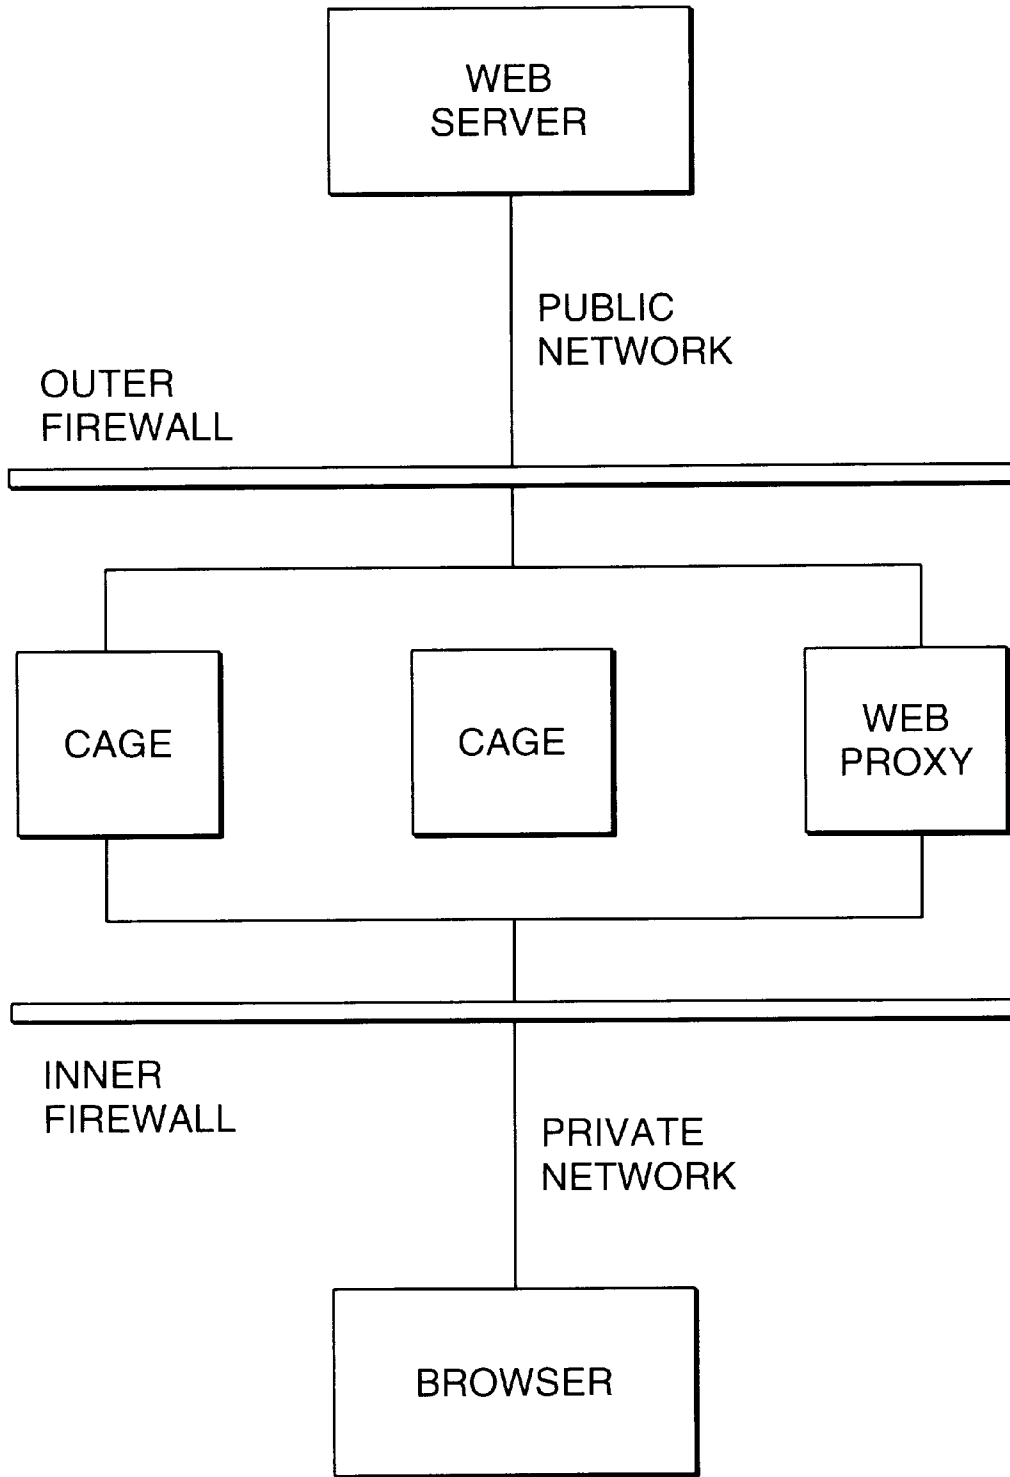 WEB
SERVER
PUBLIC
NETWORK
OUTER
FIREWALL
CAGE
CAGE
WEB
PROXY
INNER
FIREWALL
PRIVATE
NETWORK
BROWSER